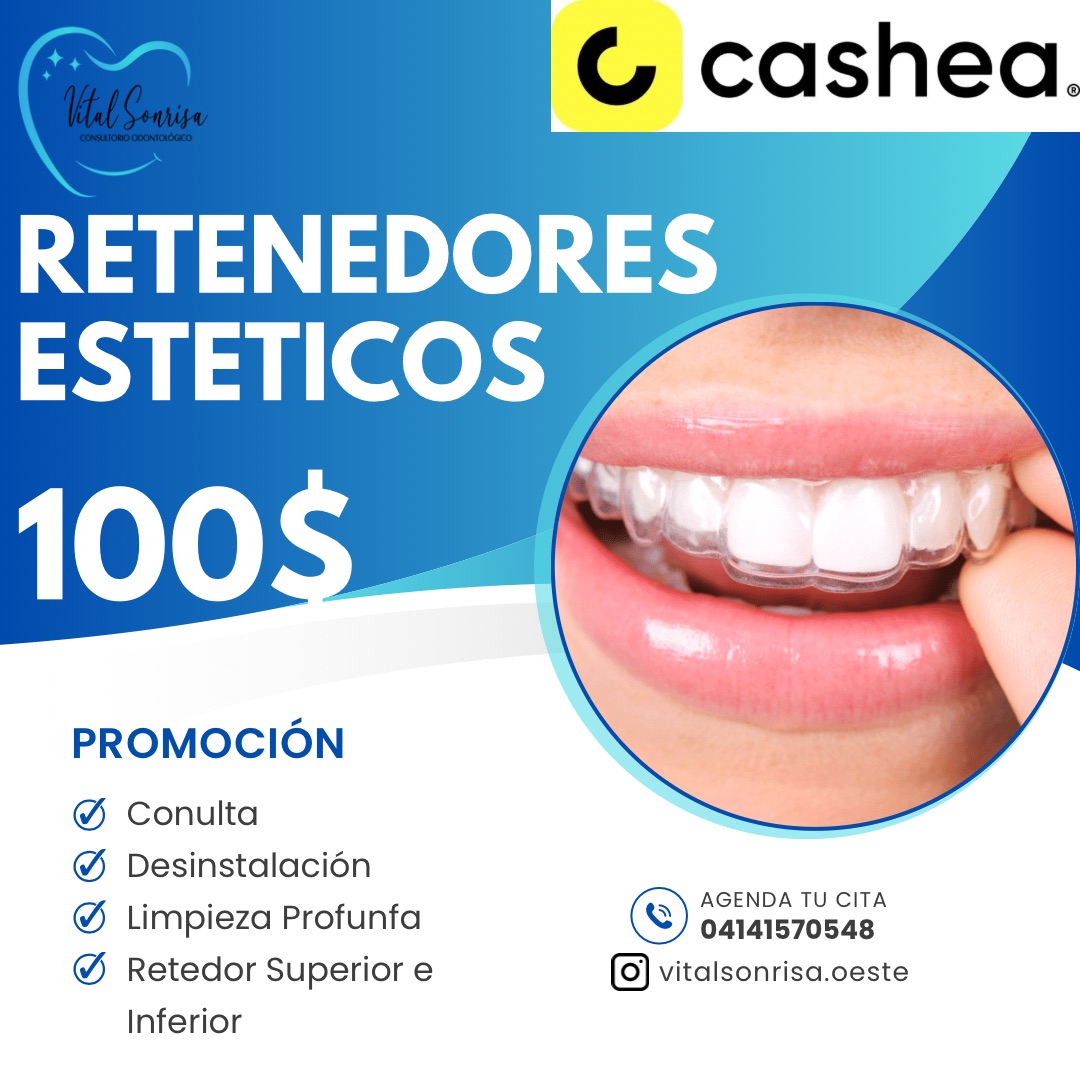 Vital Sonrisa
CONSULTORIO ODONTOLÓGICO
cashea®
RETENEDORES
ESTETICOS
100$
PROMOCIÓN
Conulta
Desinstalación
Limpieza Profunfa
Retedor Superior e
Inferior
AGENDA TU CITA
04141570548
vitalsonrisa.oeste